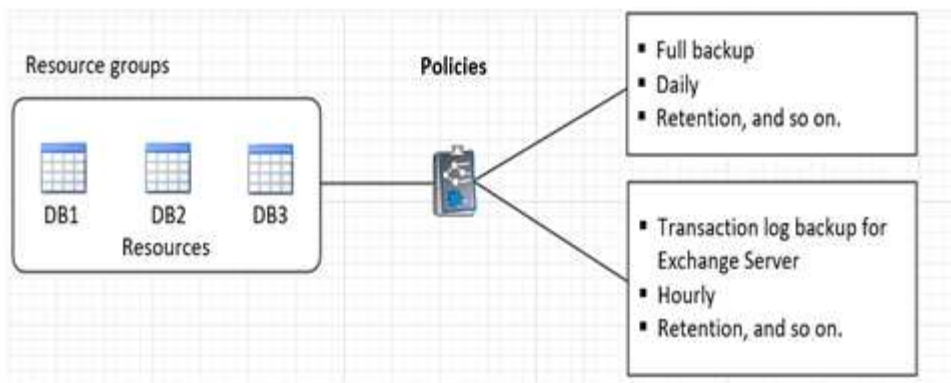 Resource groups
DB1
DB2
DB3
Resources
Policies
▪ Full backup
▪ Daily
▪ Retention, and so on.
▪ Transaction log backup for
Exchange Server
▪ Hourly
▪ Retention, and so on.